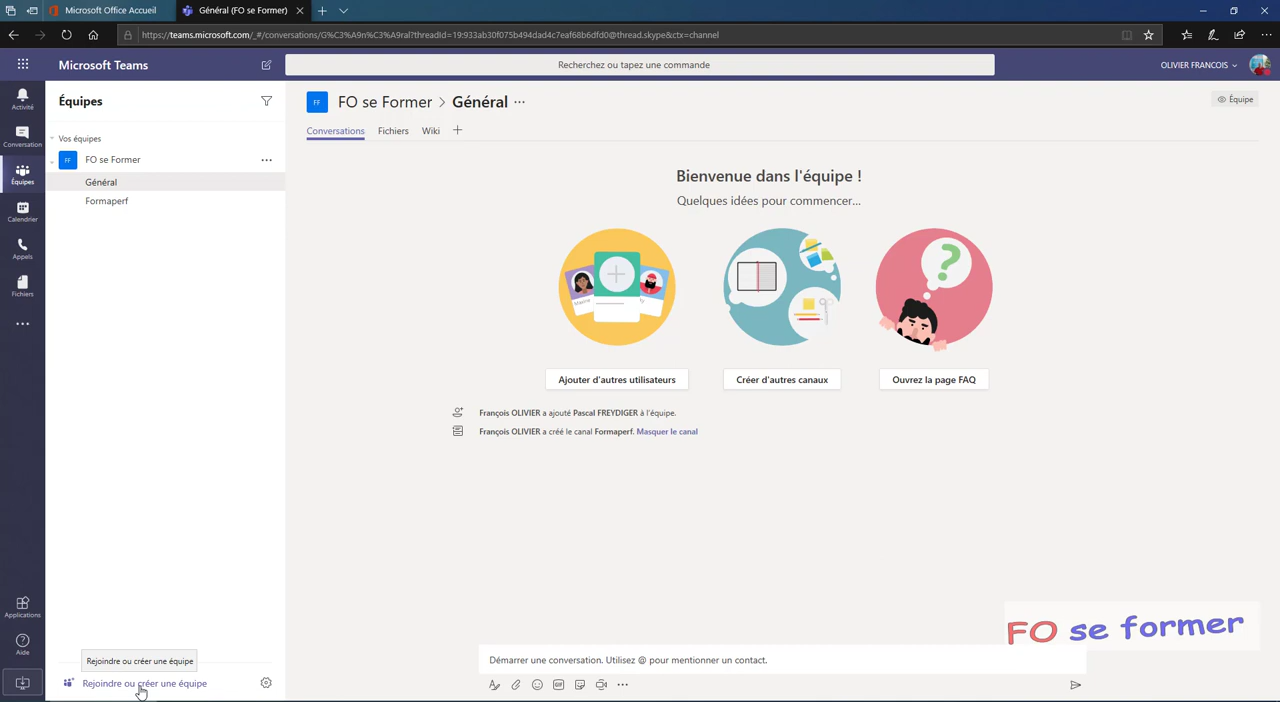 Microsoft Office Accueil
Général (FO se Former)
https://teams.microsoft.com/_#/conversations/G%C3%A9n%C3%A9ral?threadId=19:933ab30f075b494dad4c7eaf68b6dfd0@thread.skype&ctx=channel
Microsoft Teams
Recherchez ou tapez une commande
OLIVIER FRANCOIS
Activité
Conversation
Équipes
Calendrier
Appels
Fichiers
Applications
Aide
Équipes
Vos équipes
FF FO se Former
Général
Formaperf
Rejoindre ou créer une équipe
Rejoindre ou créer une équipe
FF FO se Former > Général
Équipe
Conversations Fichiers Wiki
Bienvenue dans l'équipe !
Quelques idées pour commencer...
Ajouter d'autres utilisateurs
Créer d'autres canaux
Ouvrez la page FAQ
François OLIVIER a ajouté Pascal FREYDIGER à l'équipe.
François OLIVIER a créé le canal Formaperf. Masquer le canal
FO se former
Démarrer une conversation. Utilisez @ pour mentionner un contact.
GIF